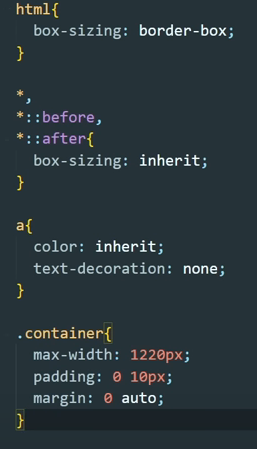 html{
box-sizing: border-box;
}
*,
*::before,
*::after{
box-sizing: inherit;
}
a{
color: inherit;
text-decoration: none;
}
.container{
max-width: 1220px;
padding: 0 10px;
margin: 0 auto;
}